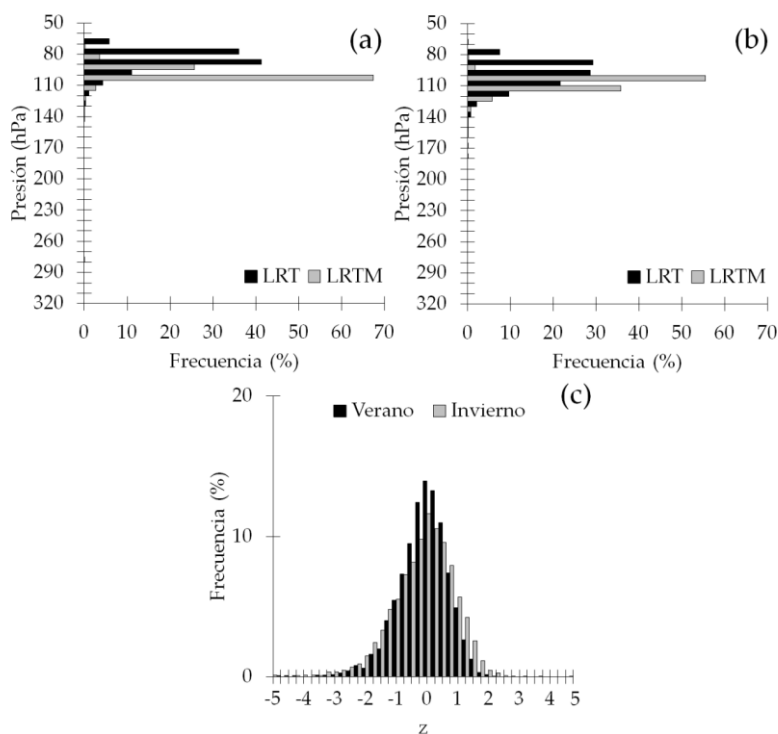 (a)
50
80
110
140
170
200
230
260
290
320
Presión (hPa)
LRT LRTM
0 10 20 30 40 50 60 70
Frecuencia (%)
(b)
50
80
110
140
170
200
230
260
290
320
Presión (hPa)
LRT LRTM
0 10 20 30 40 50 60 70
Frecuencia (%)
(c)
20
10
0
Frecuencia (%)
Verano Invierno
-5 -4 -3 -2 -1 0 1 2 3 4 5
z